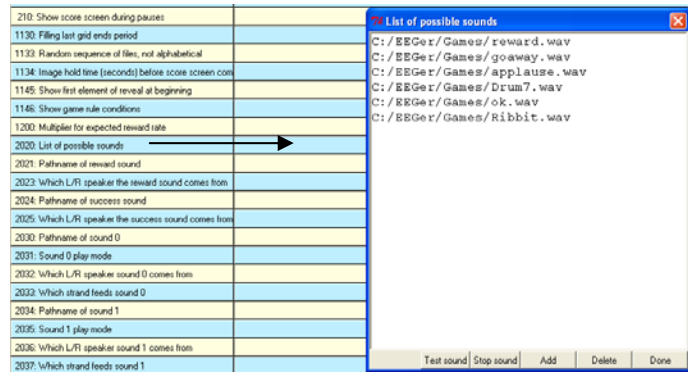 210: Show score screen during pauses
1130: Filling last grid ends period
1133: Random sequence of files, not alphabetical
1134: Image hold time (seconds) before score screen com
1145: Show first element of reveal at beginning
1146: Show game rule conditions
1200: Multiplier for expected reward rate
2020: List of possible sounds
2021: Pathname of reward sound
2023: Which L/R speaker the reward sound comes from
2024: Pathname of success sound
2025: Which L/R speaker the success sound comes from
2030: Pathname of sound 0
2031: Sound 0 play mode
2032: Which L/R speaker sound 0 comes from
2033: Which strand feeds sound 0
2034: Pathname of sound 1
2035: Sound 1 play mode
2036: Which L/R speaker sound 1 comes from
2037: Which strand feeds sound 1
List of possible sounds
C:/EEGer/Games/reward.wav
C:/EEGer/Games/goaway.wav
C:/EEGer/Games/applause.wav
C:/EEGer/Games/Drum7.wav
C:/EEGer/Games/ok.wav
C:/EEGer/Games/Ribbit.wav
Test sound Stop sound Add Delete Done